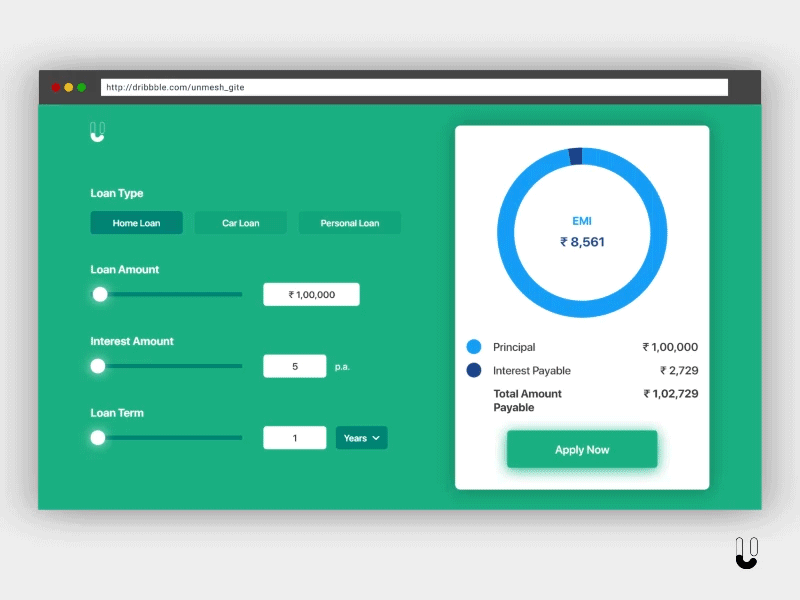 http://dribbble.com/unmesh_gite
Loan Type
Home Loan
Car Loan
Personal Loan
Loan Amount
₹ 1,00,000
Interest Amount
5
p.a.
Loan Term
1
Years
EMI
₹ 8,561
Principal ₹ 1,00,000
Interest Payable ₹ 2,729
Total Amount ₹ 1,02,729
Payable
Apply Now